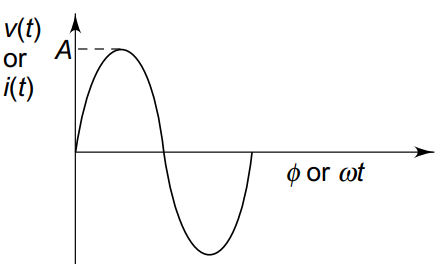 v(t)
or
i(t)
A
ϕ or ωt